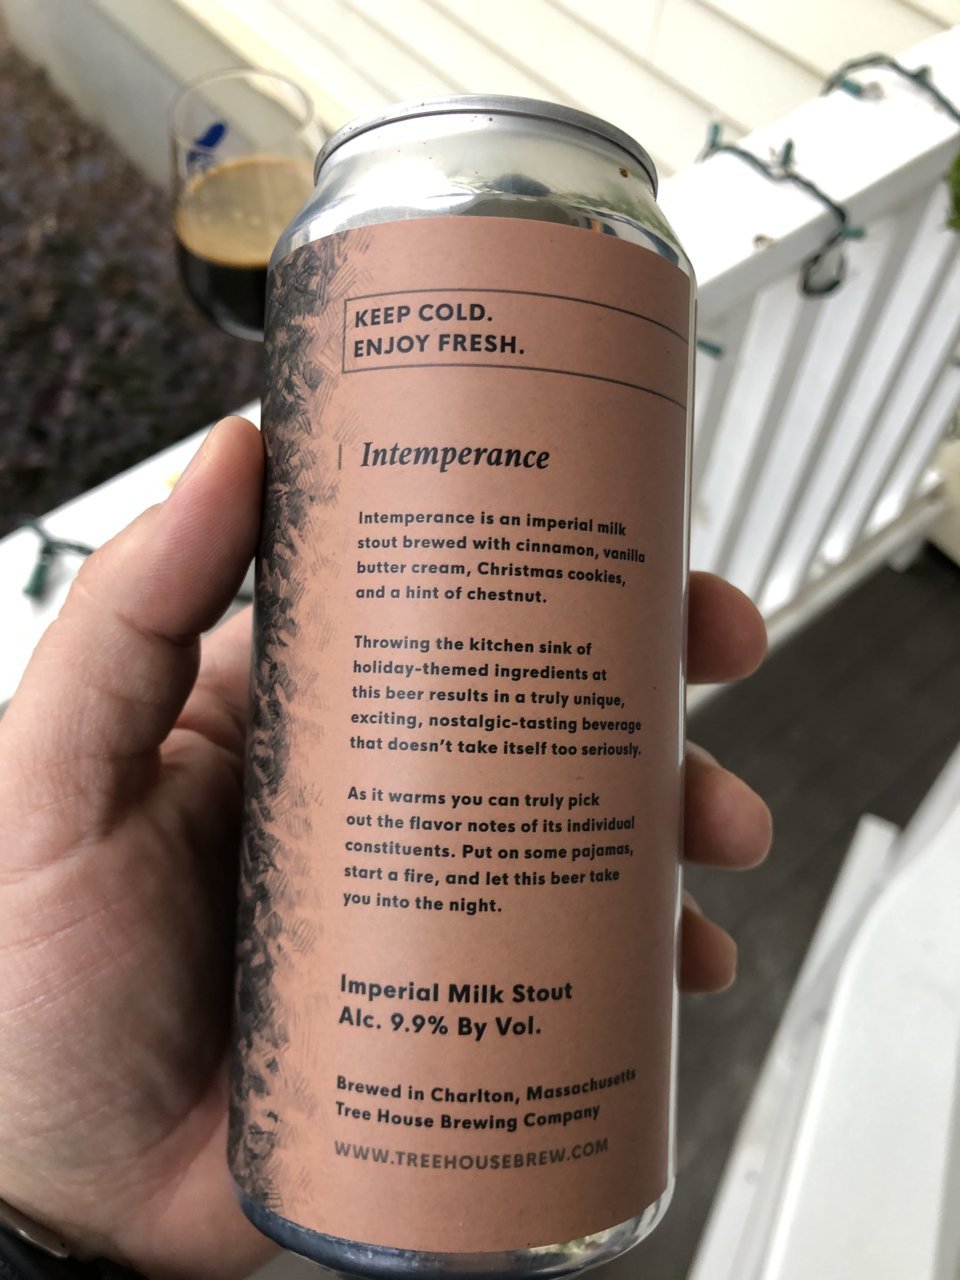 KEEP COLD.
ENJOY FRESH.
Intemperance
Intemperance is an imperial milk
stout brewed with cinnamon, vanilla
butter cream, Christmas cookies,
and a hint of chestnut.
Throwing the kitchen sink of
holiday-themed ingredients at
this beer results in a truly unique,
exciting, nostalgic-tasting beverage
that doesn't take itself too seriously.
As it warms you can truly pick
out the flavor notes of its individual
constituents. Put on some pajamas,
start a fire, and let this beer take
you into the night.
Imperial Milk Stout
Alc. 9.9% By Vol.
Brewed in Charlton, Massachusetts
Tree House Brewing Company
WWW.TREEHOUSEBREW.COM